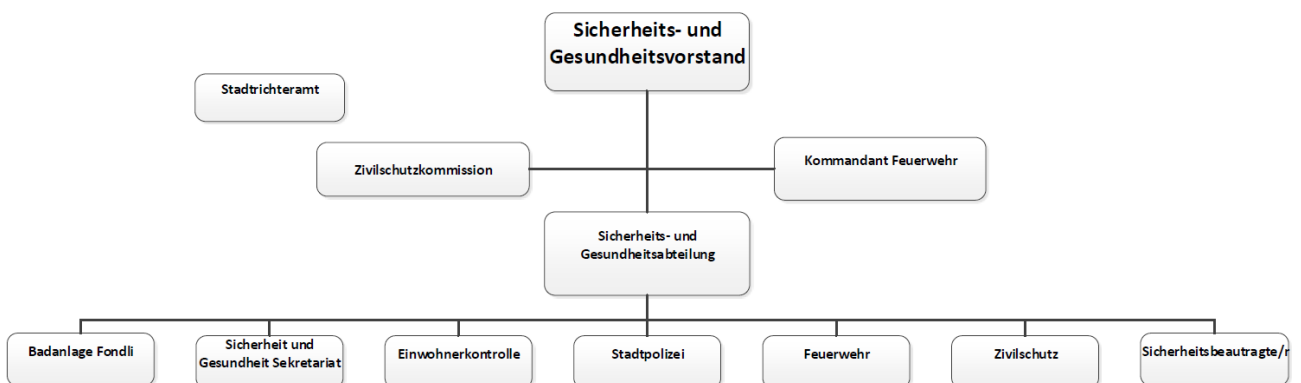 Sicherheits- und
Gesundheitsvorstand
Stadtrichteramt
Zivilschutzkommission
Kommandant Feuerwehr
Sicherheits- und
Gesundheitsabteilung
Badanlage Fondli
Sicherheit und
Gesundheit Sekretariat
Einwohnerkontrolle
Stadtpolizei
Feuerwehr
Zivilschutz
Sicherheitsbeautragte/r